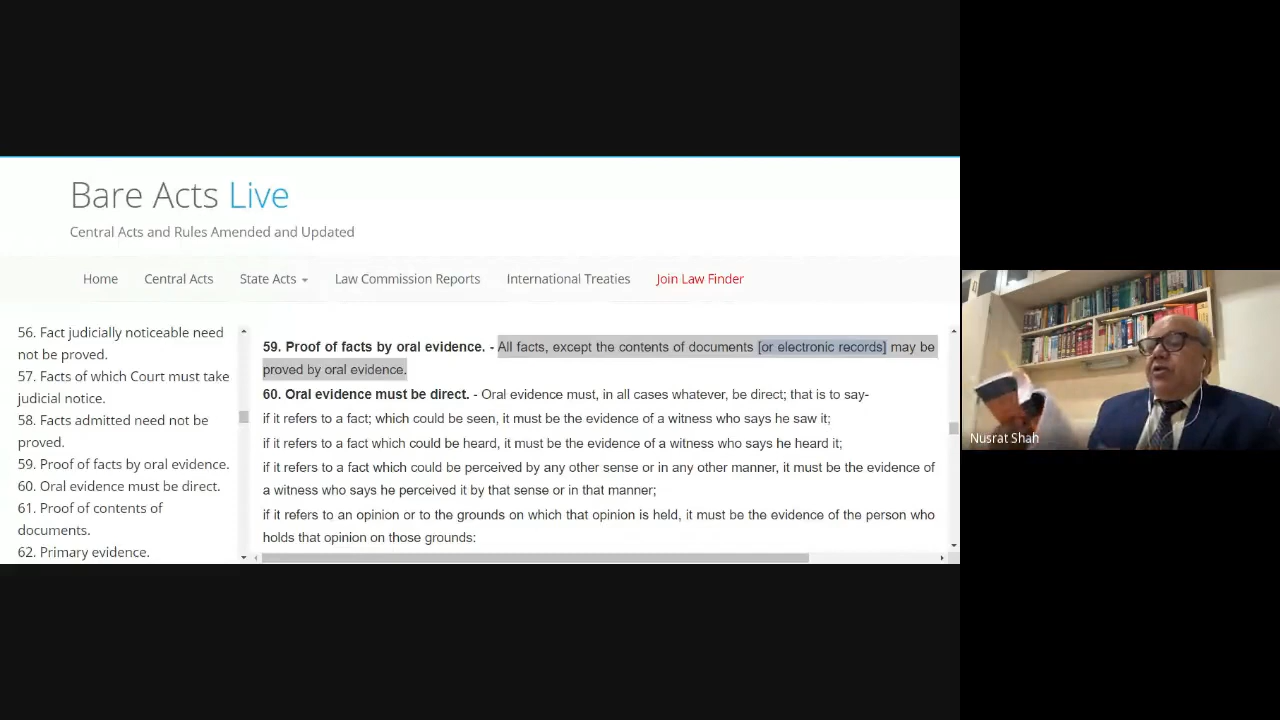 Bare Acts Live
Central Acts and Rules Amended and Updated
Home Central Acts State Acts Law Commission Reports International Treaties Join Law Finder
56. Fact judicially noticeable need
not be proved.
57. Facts of which Court must take
judicial notice.
58. Facts admitted need not be
proved.
59. Proof of facts by oral evidence.
60. Oral evidence must be direct.
61. Proof of contents of
documents.
62. Primary evidence.
59. Proof of facts by oral evidence. - All facts, except the contents of documents [or electronic records] may be
proved by oral evidence.
60. Oral evidence must be direct. - Oral evidence must, in all cases whatever, be direct; that is to say-
if it refers to a fact; which could be seen, it must be the evidence of a witness who says he saw it;
if it refers to a fact which could be heard, it must be the evidence of a witness who says he heard it;
if it refers to a fact which could be perceived by any other sense or in any other manner, it must be the evidence of
a witness who says he perceived it by that sense or in that manner;
if it refers to an opinion or to the grounds on which that opinion is held, it must be the evidence of the person who
holds that opinion on those grounds:
Nusrat Shah